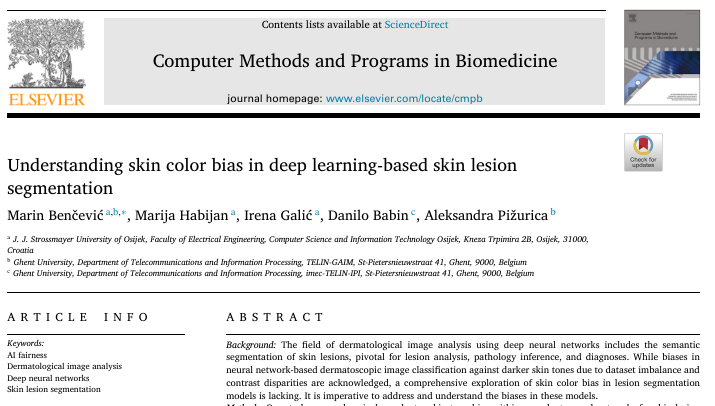 Contents lists available at ScienceDirect
Computer Methods and Programs in Biomedicine
journal homepage: www.elsevier.com/locate/cmpb
ELSEVIER
Computer Methods and
Programs in Biomedicine
Check for
updates
Understanding skin color bias in deep learning-based skin lesion
segmentation
Marin Benčević a,b,*, Marija Habijan a, Irena Galić a, Danilo Babin c, Aleksandra Pižurica b
a J. J. Strossmayer University of Osijek, Faculty of Electrical Engineering, Computer Science and Information Technology Osijek, Kneza Trpimira 2B, Osijek, 31000,
Croatia
b Ghent University, Department of Telecommunications and Information Processing, TELIN-GAIM, St-Pietersnieuwstraat 41, Ghent, 9000, Belgium
c Ghent University, Department of Telecommunications and Information Processing, imec-TELIN-IPI, St-Pietersnieuwstraat 41, Ghent, 9000, Belgium
ARTICLE INFO
Keywords:
AI fairness
Dermatological image analysis
Deep neural networks
Skin lesion segmentation
ABSTRACT
Background: The field of dermatological image analysis using deep neural networks includes the semantic
segmentation of skin lesions, pivotal for lesion analysis, pathology inference, and diagnoses. While biases in
neural network-based dermatoscopic image classification against darker skin tones due to dataset imbalance and
contrast disparities are acknowledged, a comprehensive exploration of skin color bias in lesion segmentation
models is lacking. It is imperative to address and understand the biases in these models.